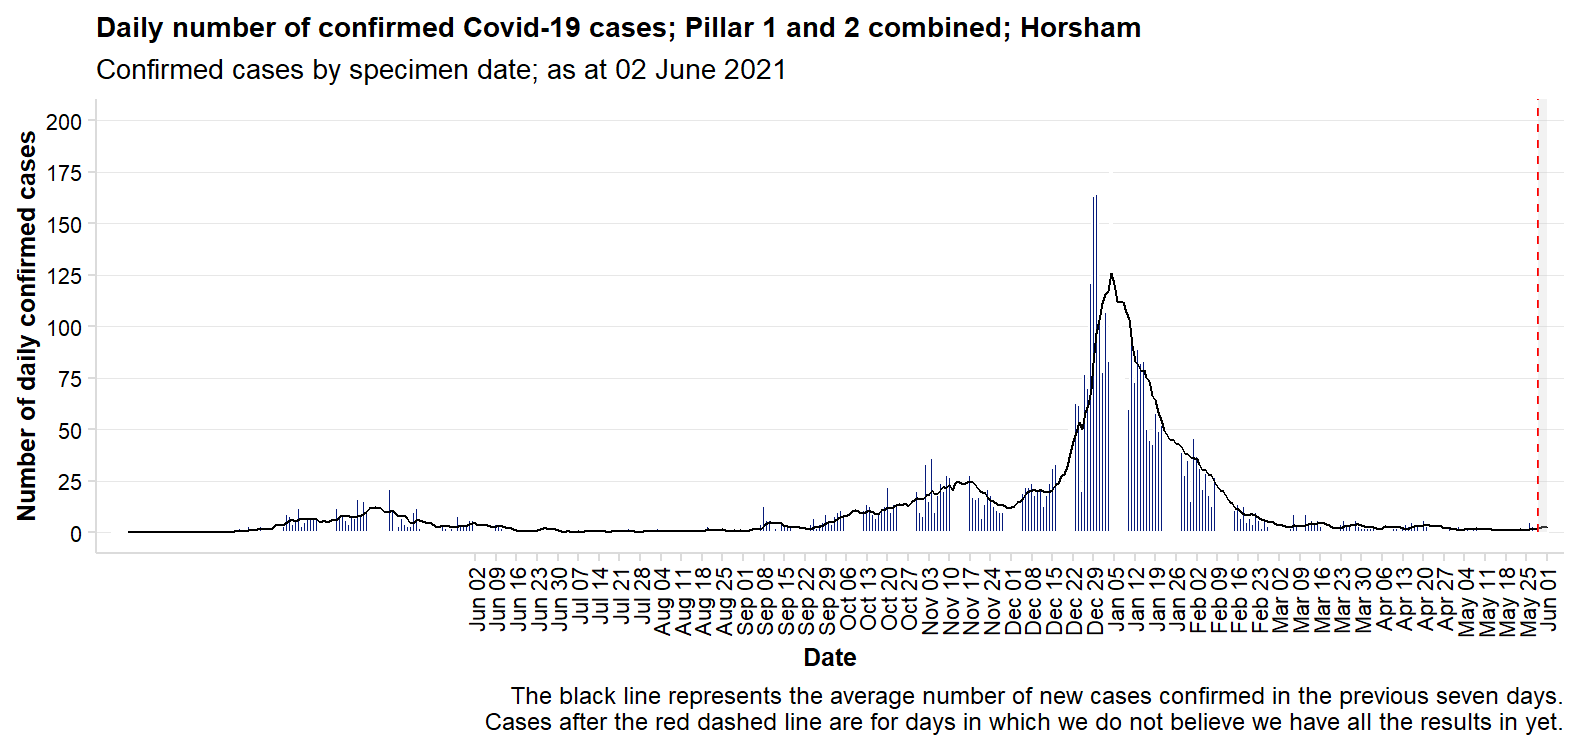 Daily number of confirmed Covid-19 cases; Pillar 1 and 2 combined; Horsham
Confirmed cases by specimen date; as at 02 June 2021
Number of daily confirmed cases
200
175
150
125
100
75
50
25
0
Jun 02
Jun 09
Jun 16
Jun 23
Jun 30
Jul 07
Jul 14
Jul 21
Jul 28
Aug 04
Aug 11
Aug 18
Aug 25
Sep 01
Sep 08
Sep 15
Sep 22
Sep 29
Oct 06
Oct 13
Oct 20
Oct 27
Nov 03
Nov 10
Nov 17
Nov 24
Dec 01
Dec 08
Dec 15
Dec 22
Dec 29
Jan 05
Jan 12
Jan 19
Jan 26
Feb 02
Feb 09
Feb 16
Feb 23
Mar 02
Mar 09
Mar 16
Mar 23
Mar 30
Apr 06
Apr 13
Apr 20
Apr 27
May 04
May 11
May 18
May 25
Jun 01
Date
The black line represents the average number of new cases confirmed in the previous seven days.
Cases after the red dashed line are for days in which we do not believe we have all the results in yet.